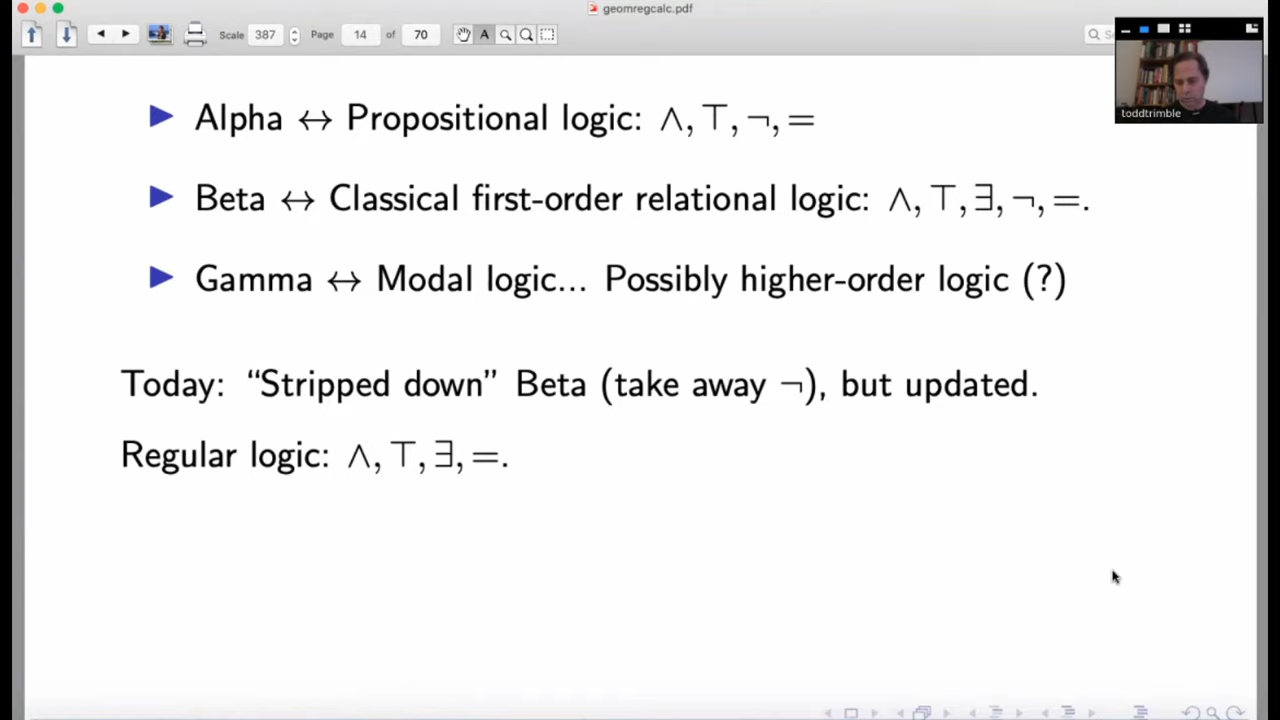 geomregcalc.pdf
Scale 387 Page 14 of 70
toddtrimble
Alpha ↔ Propositional logic: ∧, ⊤, ¬, =
Beta ↔ Classical first-order relational logic: ∧, ⊤, ∃, ¬, =.
Gamma ↔ Modal logic... Possibly higher-order logic (?)
Today: “Stripped down” Beta (take away ¬), but updated.
Regular logic: ∧, ⊤, ∃, =.